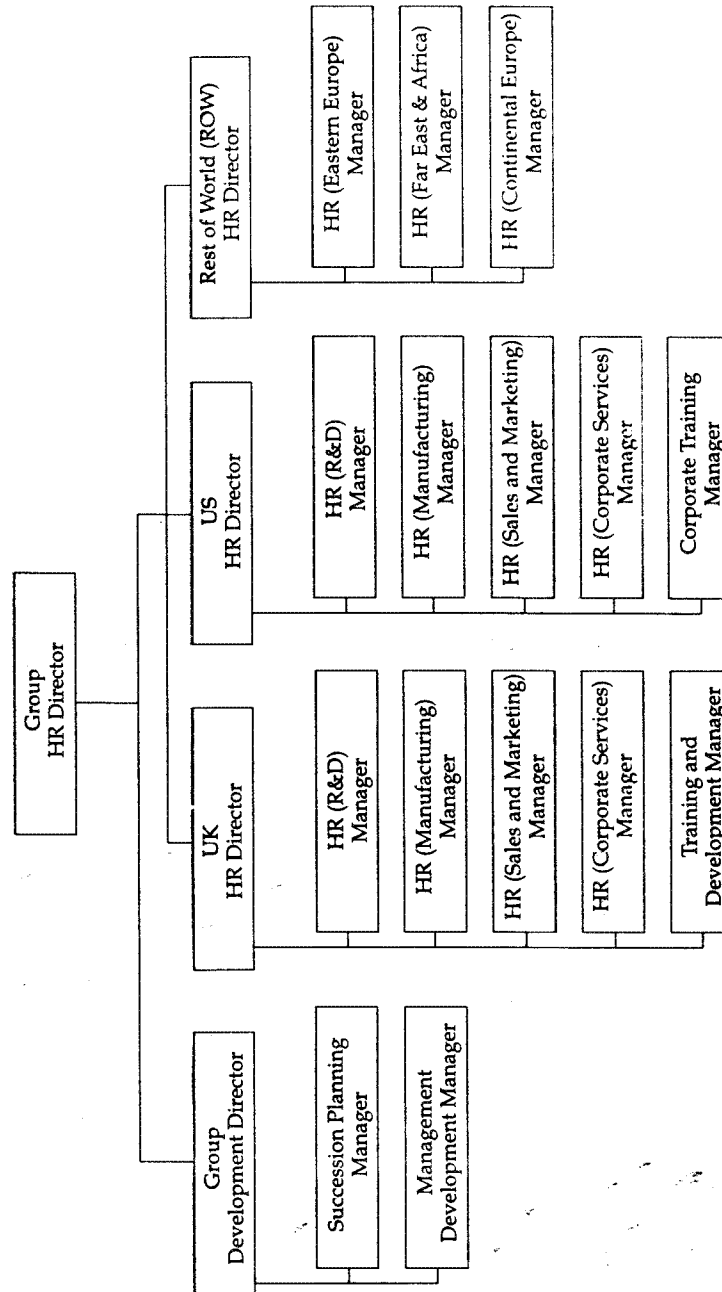 Group
HR Director
Group
Development Director
Succession Planning
Manager
Management
Development Manager
UK
HR Director
HR (R&D)
Manager
HR (Manufacturing)
Manager
HR (Sales and Marketing)
Manager
HR (Corporate Services)
Manager
Training and
Development Manager
US
HR Director
HR (R&D)
Manager
HR (Manufacturing)
Manager
HR (Sales and Marketing)
Manager
HR (Corporate Services)
Manager
Corporate Training
Manager
Rest of World (ROW)
HR Director
HR (Eastern Europe)
Manager
HR (Far East & Africa)
Manager
HR (Continental Europe)
Manager